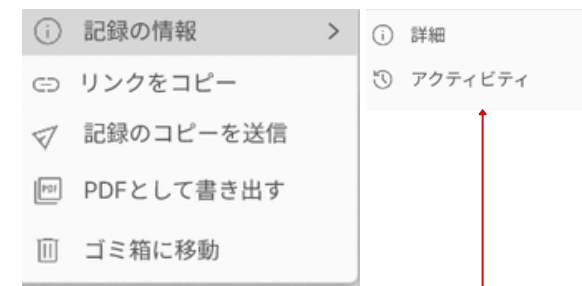 記録の情報
リンクをコピー
記録のコピーを送信
PDFとして書き出す
ゴミ箱に移動
詳細
アクティビティ